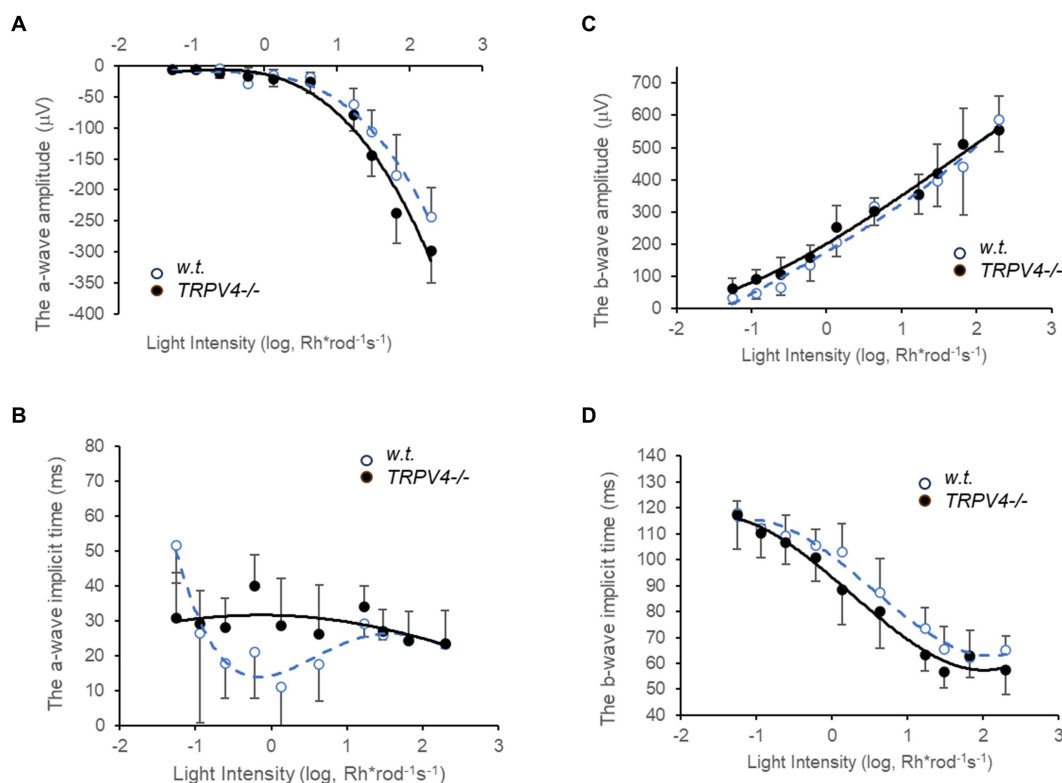 A
-2 -1 0 1 2 3
0
-50
-100
-150
-200
-250
-300
-350
-400
The a-wave amplitude (μV)
w.t.
TRPV4-/-
Light Intensity (log, Rh*rod-1s-1)
C
700
600
500
400
300
200
100
0
The b-wave amplitude (μV)
w.t.
TRPV4-/-
-2 -1 0 1 2 3
Light Intensity (log, Rh*rod-1s-1)
B
80
70
60
50
40
30
20
10
0
The a-wave implicit time (ms)
w.t.
TRPV4-/-
-2 -1 0 1 2 3
Light Intensity (log, Rh*rod-1s-1)
D
140
130
120
110
100
90
80
70
60
50
40
The b-wave implicit time (ms)
w.t.
TRPV4-/-
-2 -1 0 1 2 3
Light Intensity (log, Rh*rod-1s-1)